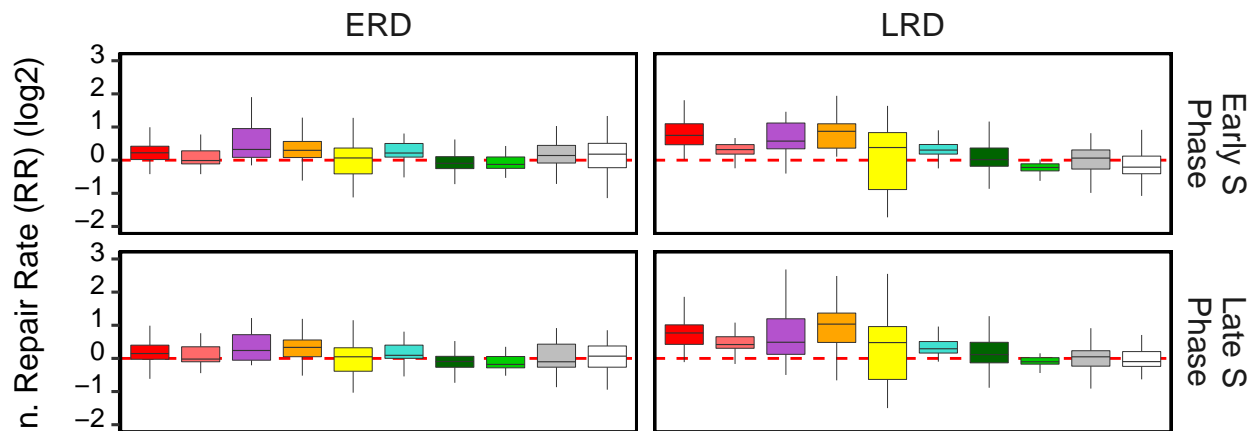 ERD
LRD
n. Repair Rate (RR) (log2)
3
2
1
0
−1
−2
Early S
Phase
3
2
1
0
−1
−2
Late S
Phase